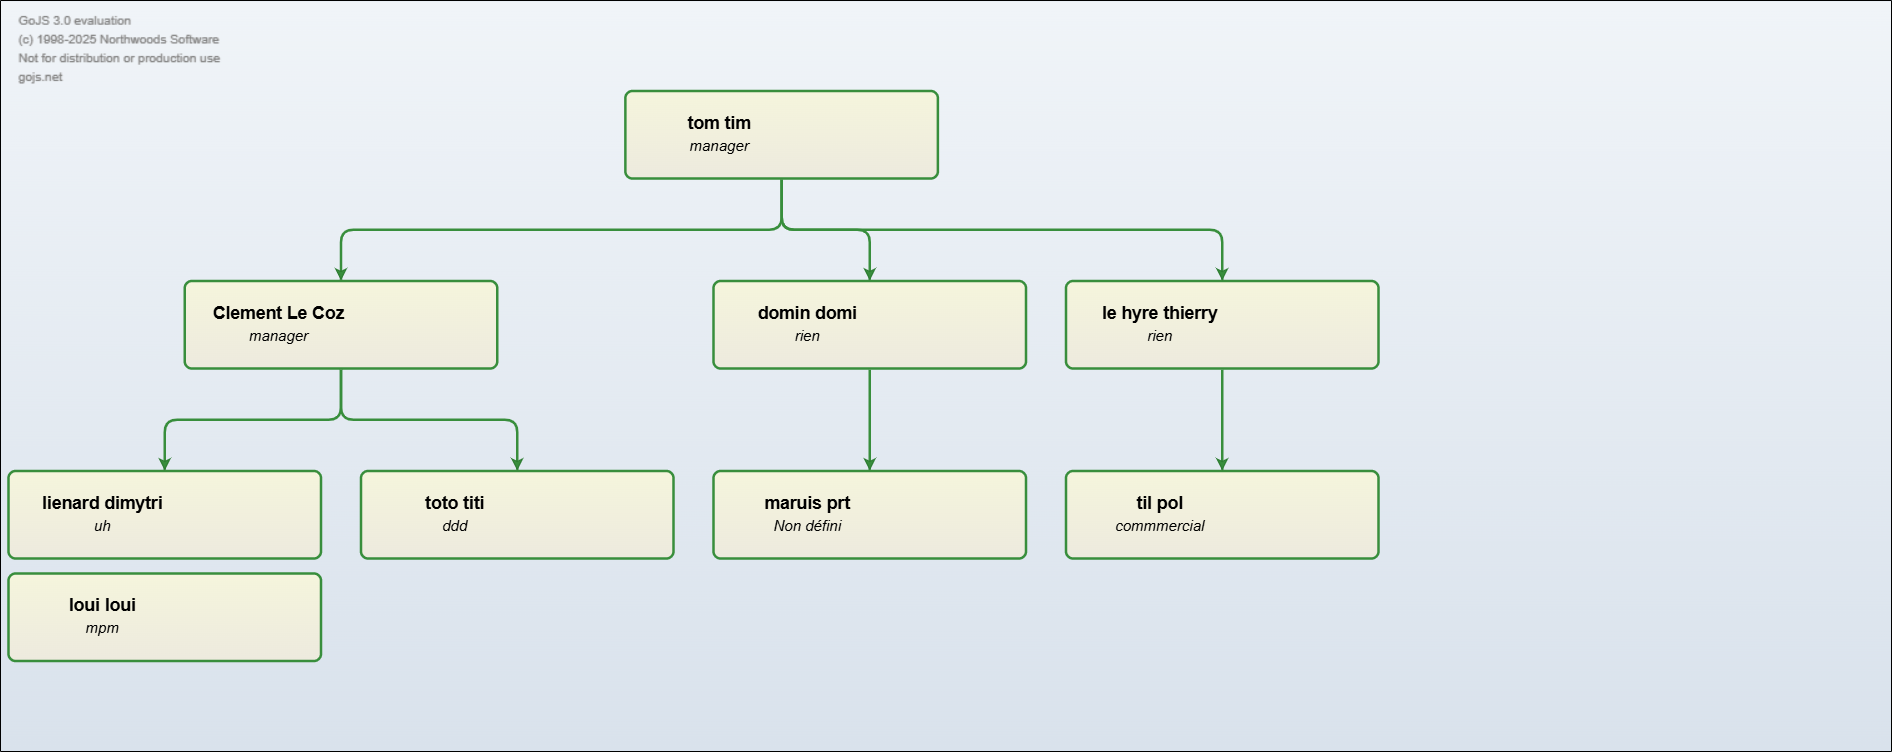 GoJS 3.0 evaluation
(c) 1998-2025 Northwoods Software
Not for distribution or production use
gojs.net
tom tim
manager
Clement Le Coz
manager
domin domi
rien
le hyre thierry
rien
lienard dimytri
uh
toto titi
ddd
maruis prt
Non défini
til pol
commmercial
loui loui
mpm